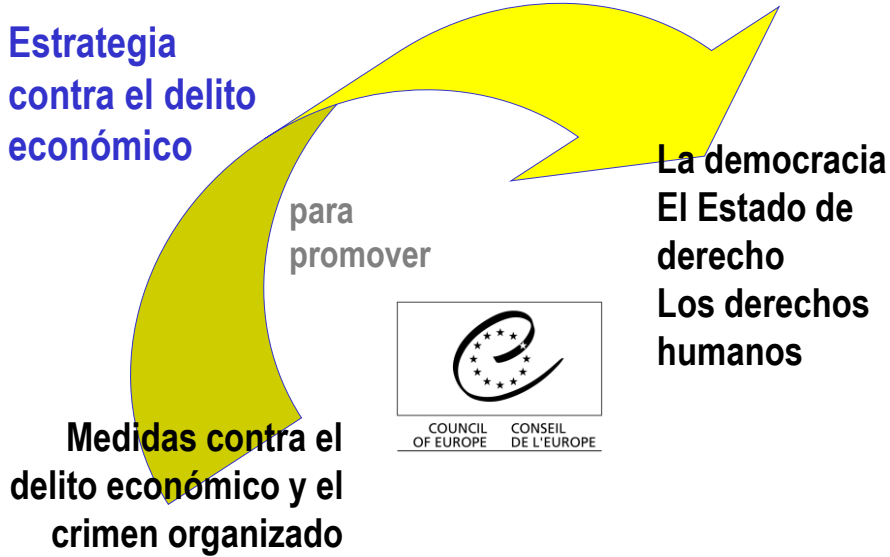 Estrategia
contra el delito
económico
para
promover
La democracia
El Estado de
derecho
Los derechos
humanos
COUNCIL
OF EUROPE
CONSEIL
DE L'EUROPE
Medidas contra el
delito económico y el
crimen organizado